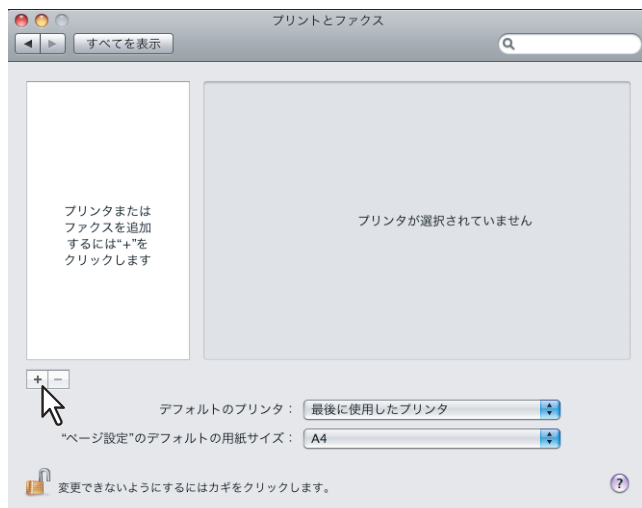 プリントとファクス
すべてを表示
プリンタまたは
ファクスを追加
するには“+”を
クリックします
プリンタが選択されていません
+ −
デフォルトのプリンタ： 最後に使用したプリンタ
“ページ設定”のデフォルトの用紙サイズ： A4
変更できないようにするにはカギをクリックします。 ?